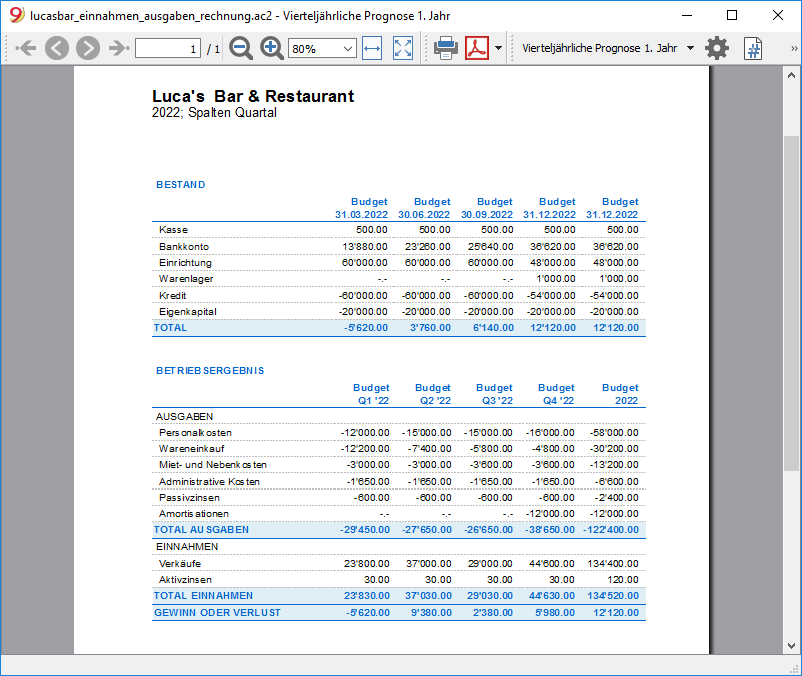 lucasbar_einnahmen_ausgaben_rechnung.ac2 - Vierteljährliche Prognose 1. Jahr
1 / 1 80% Vierteljährliche Prognose 1. Jahr
Luca's Bar & Restaurant
2022; Spalten Quartal
BESTAND
Budget Budget Budget Budget Budget
31.03.2022 30.06.2022 30.09.2022 31.12.2022 31.12.2022
Kasse 500.00 500.00 500.00 500.00 500.00
Bankkonto 13'880.00 23'260.00 25'640.00 36'620.00 36'620.00
Einrichtung 60'000.00 60'000.00 60'000.00 48'000.00 48'000.00
Warenlager -.- -.- -.- 1'000.00 1'000.00
Kredit -60'000.00 -60'000.00 -60'000.00 -54'000.00 -54'000.00
Eigenkapital -20'000.00 -20'000.00 -20'000.00 -20'000.00 -20'000.00
TOTAL -5'620.00 3'760.00 6'140.00 12'120.00 12'120.00
BETRIEBSERGEBNIS
Budget Budget Budget Budget Budget
Q1 '22 Q2 '22 Q3 '22 Q4 '22 2022
AUSGABEN
Personalkosten -12'000.00 -15'000.00 -15'000.00 -16'000.00 -58'000.00
Wareneinkauf -12'200.00 -7'400.00 -5'800.00 -4'800.00 -30'200.00
Miet- und Nebenkosten -3'000.00 -3'000.00 -3'600.00 -3'600.00 -13'200.00
Administrative Kosten -1'650.00 -1'650.00 -1'650.00 -1'650.00 -6'600.00
Passivzinsen -600.00 -600.00 -600.00 -600.00 -2'400.00
Amortisationen -.- -.- -.- -12'000.00 -12'000.00
TOTAL AUSGABEN -29'450.00 -27'650.00 -26'650.00 -38'650.00 -122'400.00
EINNAHMEN
Verkäufe 23'800.00 37'000.00 29'000.00 44'600.00 134'400.00
Aktivzinsen 30.00 30.00 30.00 30.00 120.00
TOTAL EINNAHMEN 23'830.00 37'030.00 29'030.00 44'630.00 134'520.00
GEWINN ODER VERLUST -5'620.00 9'380.00 2'380.00 5'980.00 12'120.00